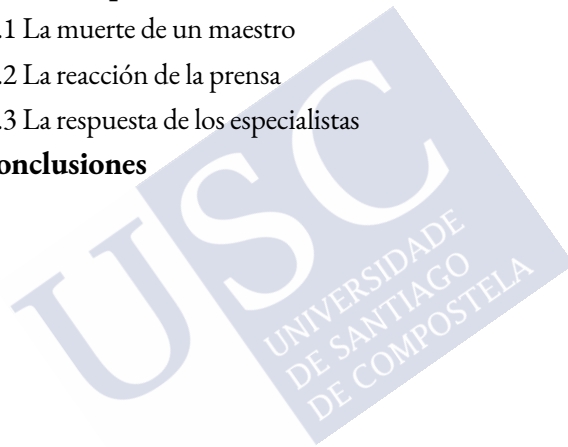 .1 La muerte de un maestro
.2 La reacción de la prensa
.3 La respuesta de los especialistas
onclusiones
USC
UNIVERSIDADE
DE SANTIAGO
DE COMPOSTELA